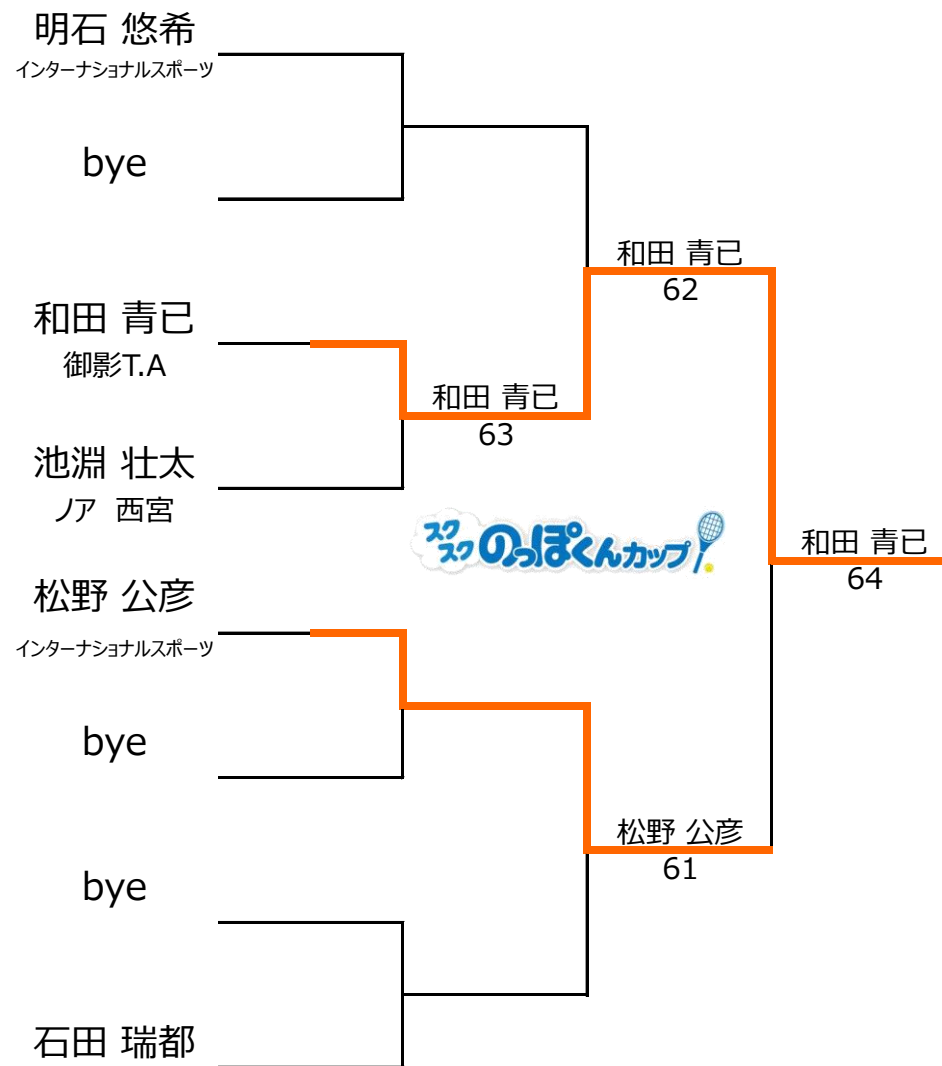 明石 悠希
インターナショナルスポーツ
bye
和田 青已
62
和田 青已
御影T.A
和田 青已
63
池淵 壮太
ノア 西宮
スクスク のっぽくんカップ
和田 青已
64
松野 公彦
インターナショナルスポーツ
bye
松野 公彦
61
bye
石田 瑞都